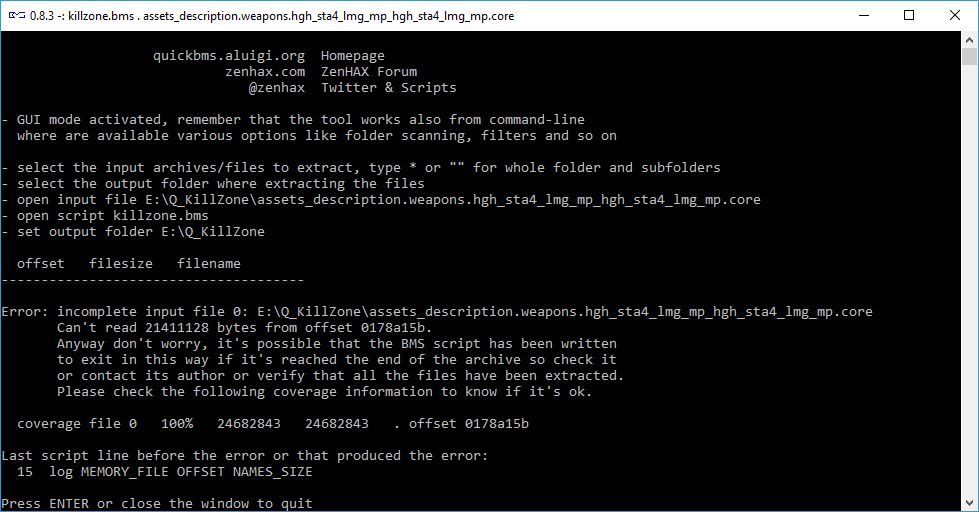 0.8.3 -: killzone.bms . assets_description.weapons.hgh_sta4_lmg_mp_hgh_sta4_lmg_mp.core
quickbms.aluigi.org  Homepage
zenhax.com  ZenHAX Forum
@zenhax  Twitter & Scripts
- GUI mode activated, remember that the tool works also from command-line
where are available various options like folder scanning, filters and so on
- select the input archives/files to extract, type * or "" for whole folder and subfolders
- select the output folder where extracting the files
- open input file E:\Q_KillZone\assets_description.weapons.hgh_sta4_lmg_mp_hgh_sta4_lmg_mp.core
- open script killzone.bms
- set output folder E:\Q_KillZone
offset   filesize   filename
--------------------------------------
Error: incomplete input file 0: E:\Q_KillZone\assets_description.weapons.hgh_sta4_lmg_mp_hgh_sta4_lmg_mp.core
Can't read 21411128 bytes from offset 0178a15b.
Anyway don't worry, it's possible that the BMS script has been written
to exit in this way if it's reached the end of the archive so check it
or contact its author or verify that all the files have been extracted.
Please check the following coverage information to know if it's ok.
coverage file 0   100%   24682843   24682843   . offset 0178a15b
Last script line before the error or that produced the error:
15  log MEMORY_FILE OFFSET NAMES_SIZE
Press ENTER or close the window to quit